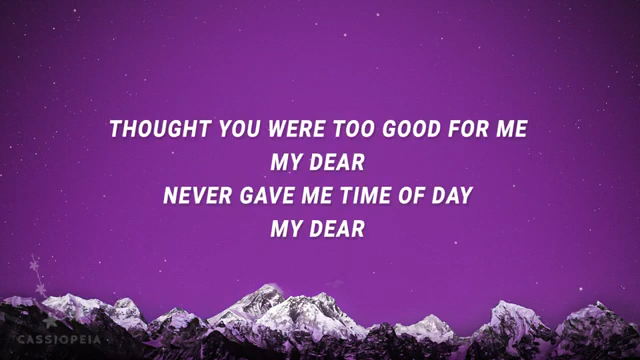 THOUGHT YOU WERE TOO GOOD FOR ME
MY DEAR
NEVER GAVE ME TIME OF DAY
MY DEAR
CASSIOPEIA